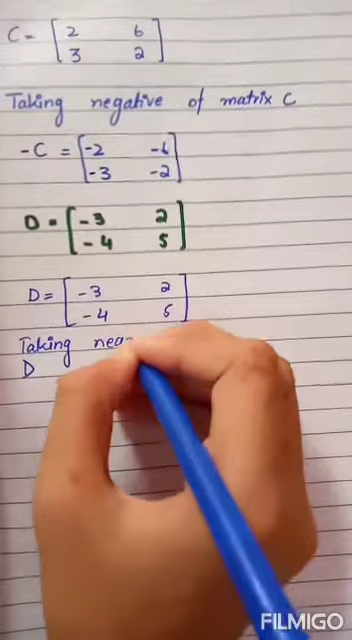 C = [ 2 6
3 2 ]
Taking negative of matrix C
-C = [ -2 -6
-3 -2 ]
D = [ -3 2
-4 5 ]
D = [ -3 2
-4 5 ]
Taking
D
FILMIGO